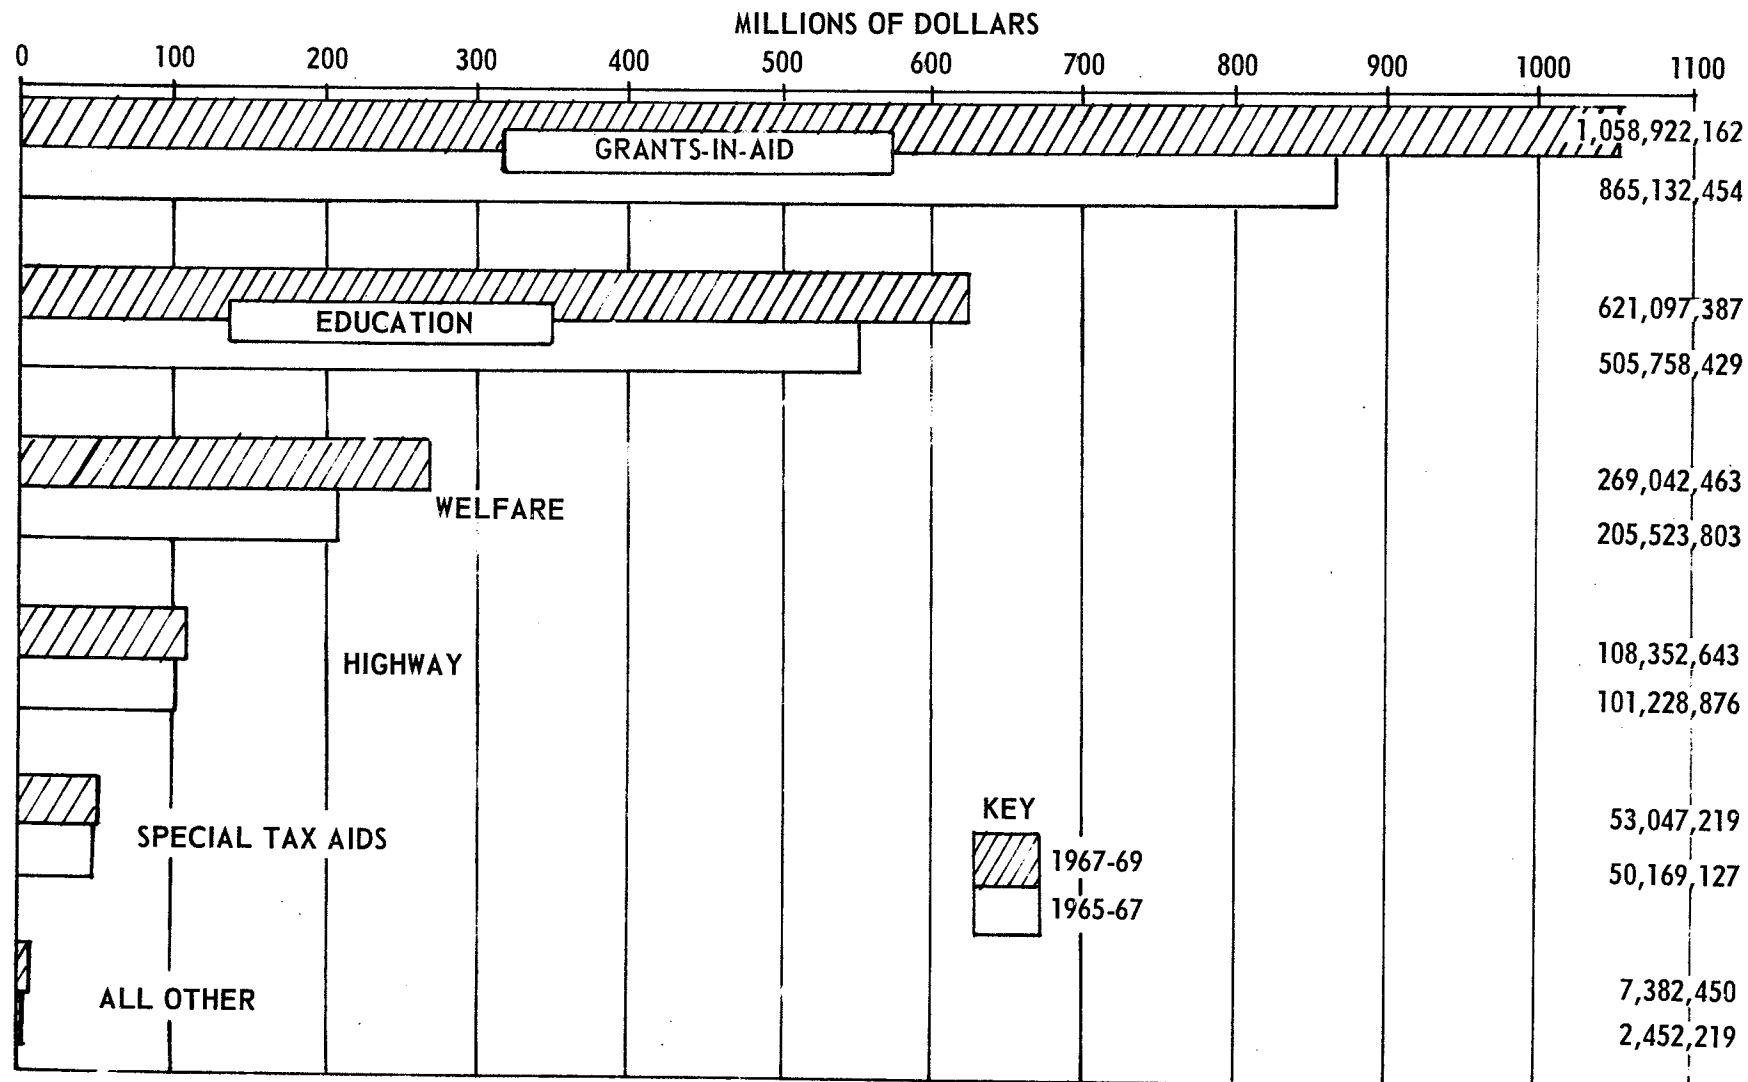 MILLIONS OF DOLLARS
0 100 200 300 400 500 600 700 800 900 1000 1100
1,058,922,162
GRANTS-IN-AID
865,132,454
621,097,387
EDUCATION
505,758,429
269,042,463
WELFARE
205,523,803
108,352,643
HIGHWAY
101,228,876
KEY
53,047,219
SPECIAL TAX AIDS
1967-69
50,169,127
1965-67
7,382,450
ALL OTHER
2,452,219